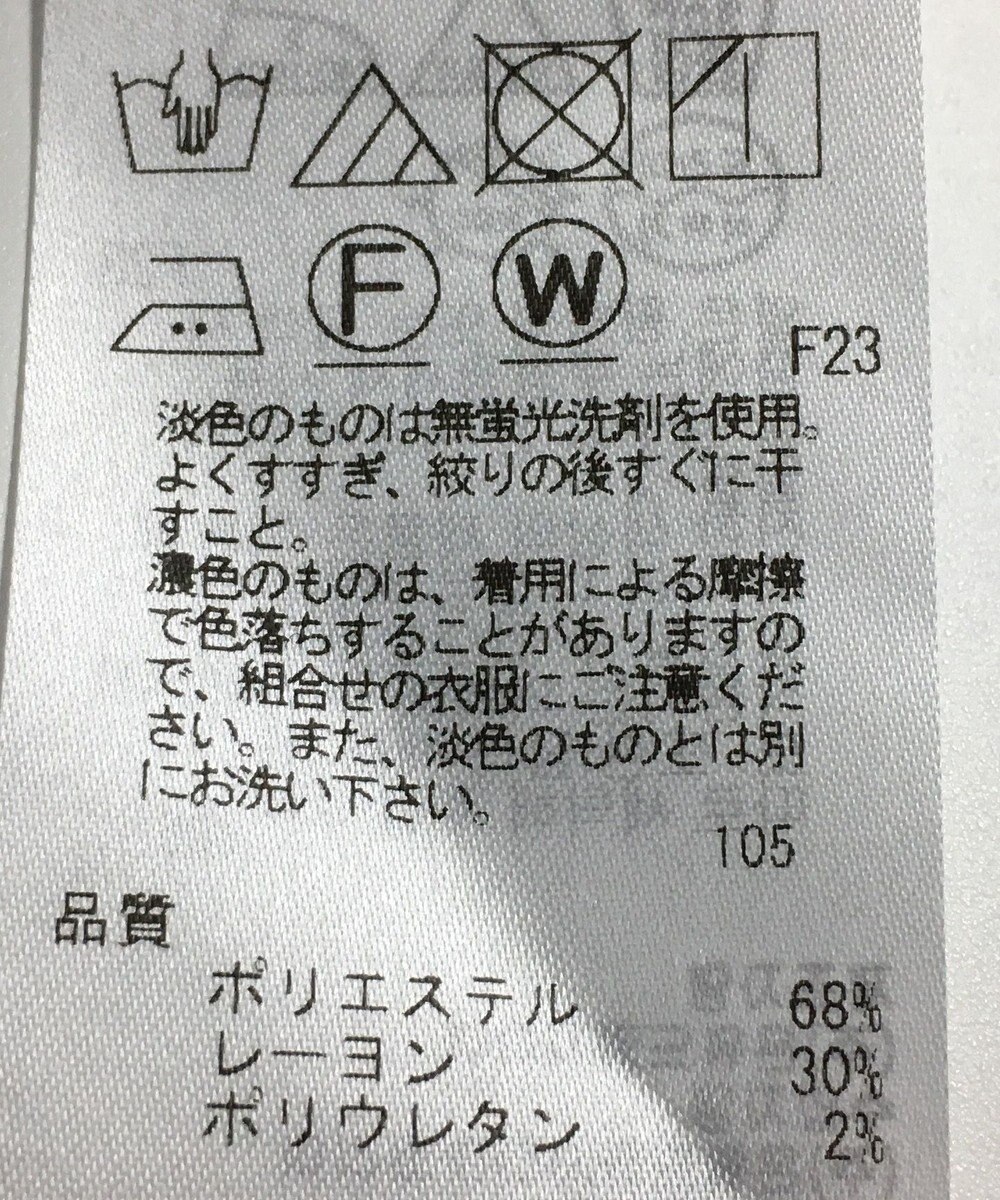 F
W
F23
淡色のものは無蛍光洗剤を使用。
よくすすぎ、絞りの後すぐに干
すこと。
濃色のものは、着用による摩擦
で色落ちすることがありますの
で、組合せの衣服にご注意くだ
さい。また、淡色のものとは別
にお洗い下さい。
105
品質
ポリエステル 68%
レーヨン 30%
ポリウレタン 2%